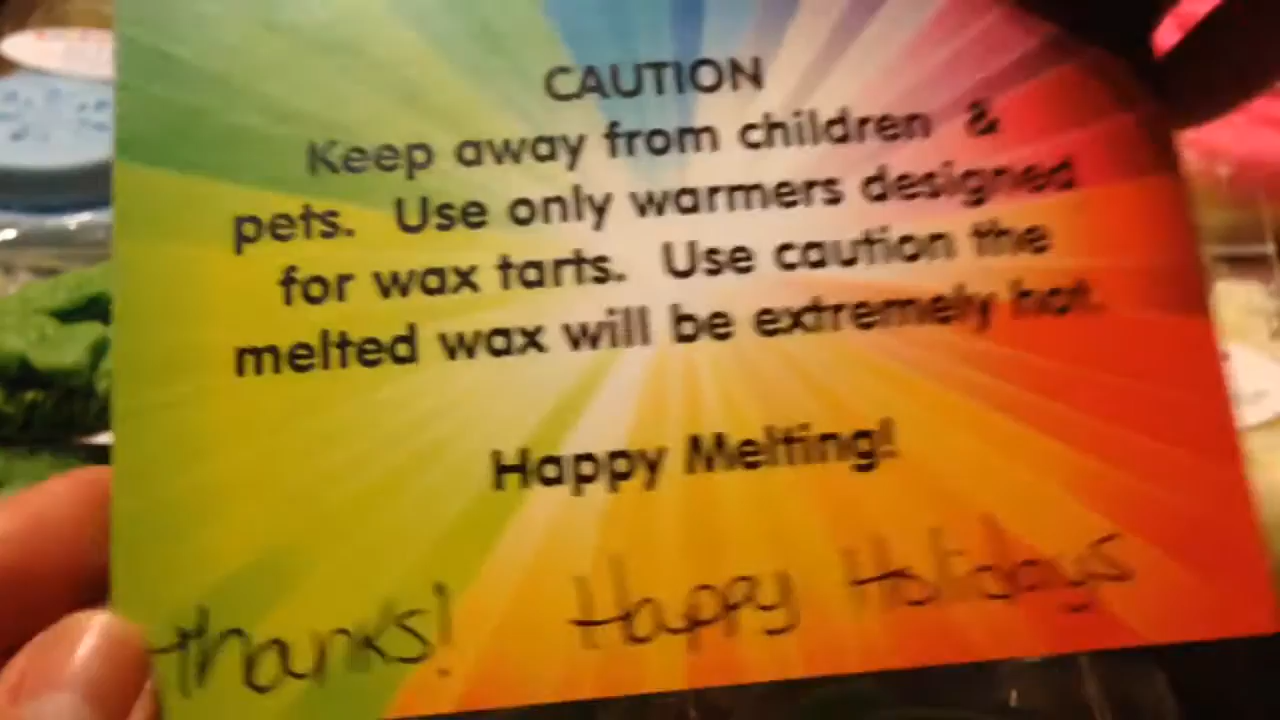 CAUTION
Keep away from children &
pets. Use only warmers designed
for wax tarts. Use caution the
melted wax will be extremely hot.
Happy Melting!
Thanks! Happy Holidays